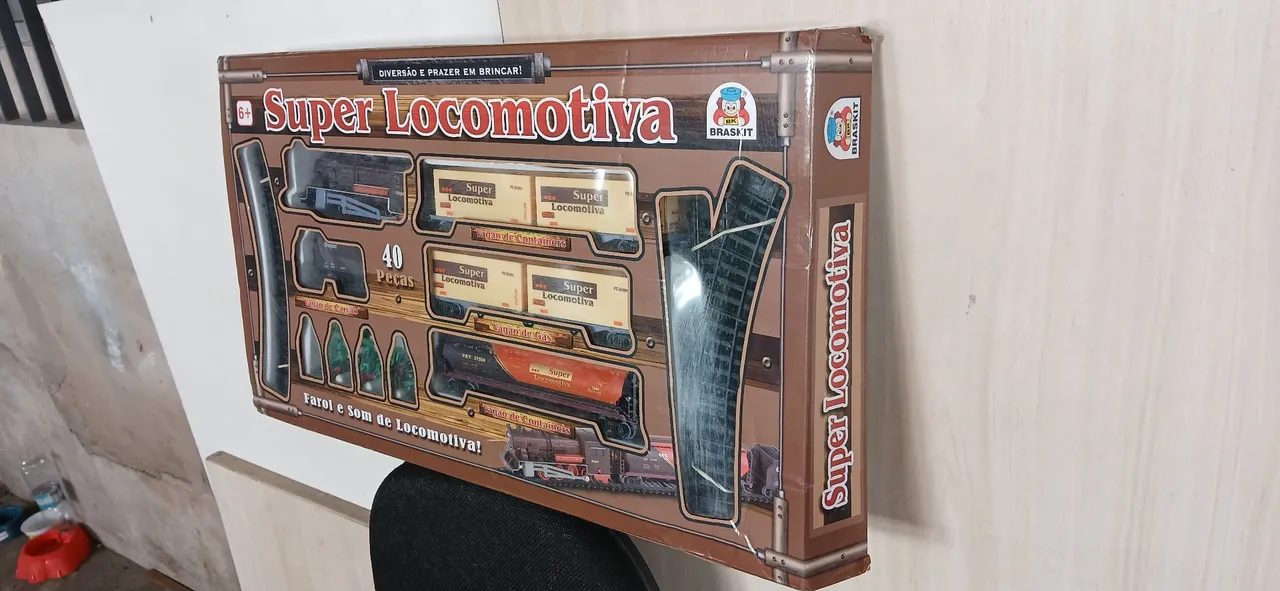 DIVERSÃO E PRAZER EM BRINCAR!
6+
Super Locomotiva
BK
BRASKIT
Super
Locomotiva
Super
Locomotiva
Vagão de Containers
40
Peças
Super
Locomotiva
Super
Locomotiva
Vagão de Gás
Vagão de Carvão
Super
Locomotiva
Vagão de Containers
Farol e Som de Locomotiva!
BK
BRASKIT
Super Locomotiva